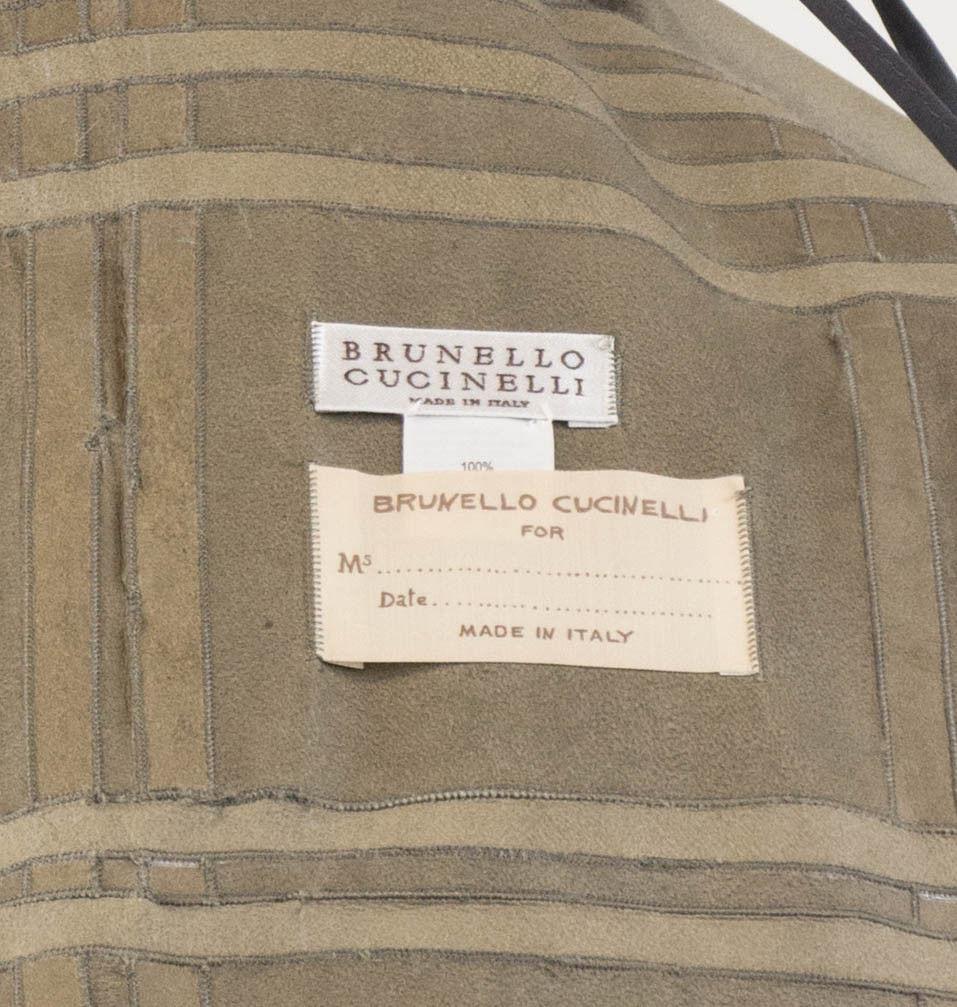 BRUNELLO
CUCINELLI
MADE IN ITALY
100%
BRUNELLO CUCINELLI
FOR
Ms.....................................................
Date.........................................
MADE IN ITALY